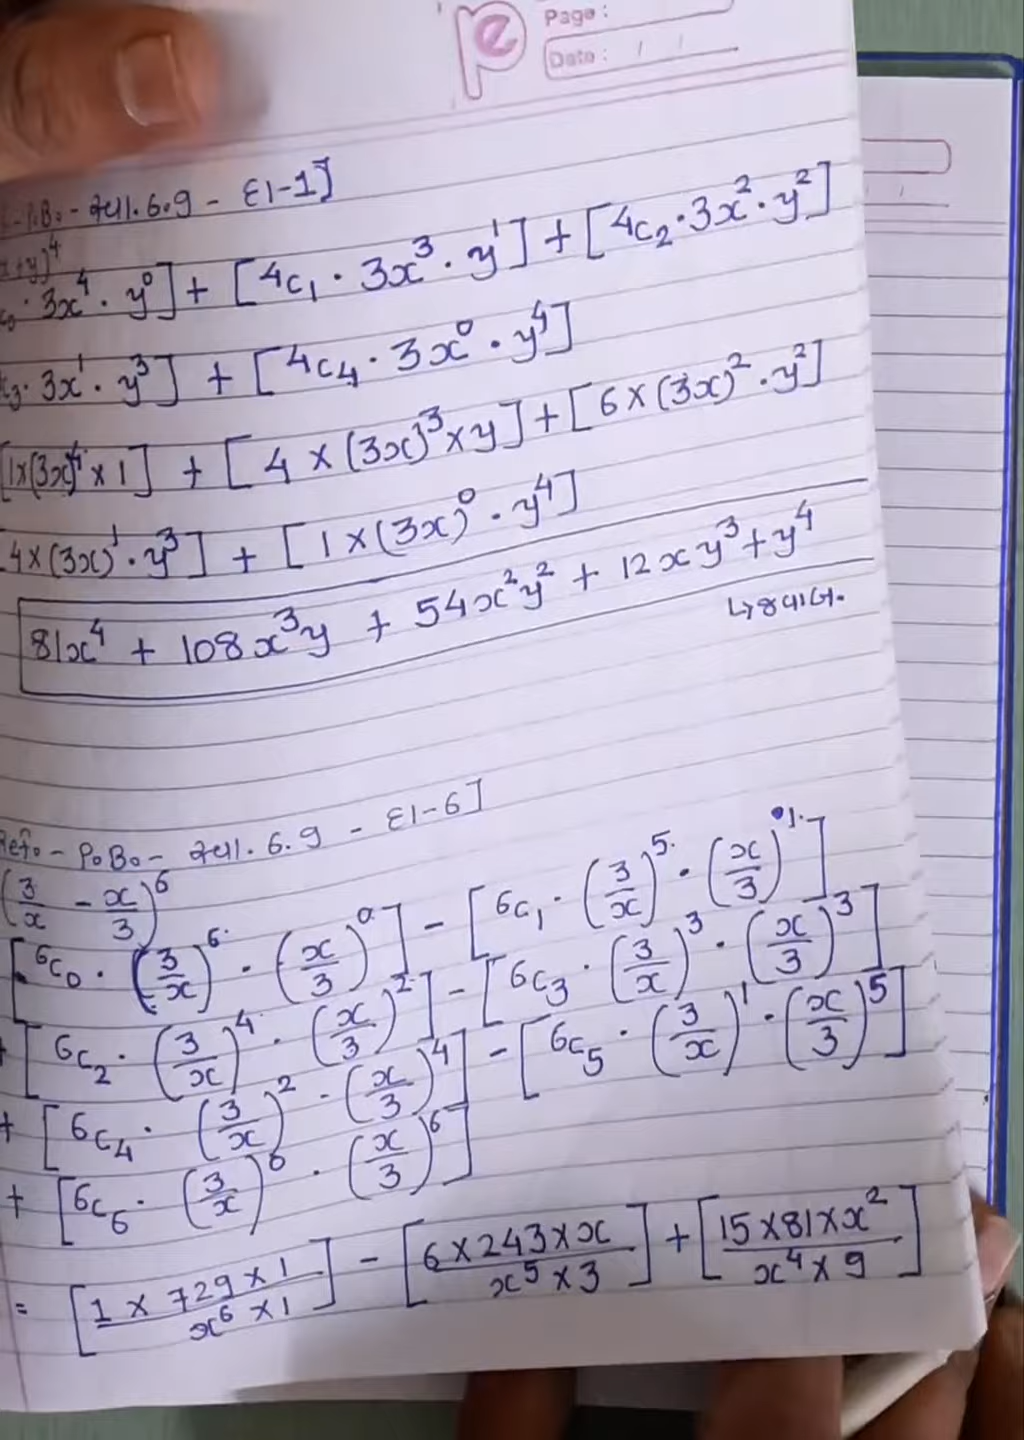 Page :
Date : / /
P.B. - સ્વા. 6.9 - દા-1]
x+y)⁴
3x⁴ · y⁰] + [4c₁ · 3x³ · y¹] + [4c₂ · 3x² · y²]
3x¹ · y³] + [4c₄ · 3x⁰ · y⁴]
[1×(3x)⁴ × 1] + [4 × (3x)³ × y] + [6 × (3x)² · y²]
4 × (3x)¹ · y³] + [1 × (3x)⁰ · y⁴]
81x⁴ + 108x³y + 54x²y² + 12xy³ + y⁴
↳ જવાબ.
Ref. - P.B. - સ્વા. 6.9 - દા-6]
(3/x - x/3)⁶
[⁶c₀ · (3/x)⁶ · (x/3)⁰] - [6c₁ · (3/x)⁵ · (x/3)¹]
+ [6c₂ · (3/x)⁴ · (x/3)²] - [6c₃ · (3/x)³ · (x/3)³]
+ [6c₄ · (3/x)² · (x/3)⁴] - [6c₅ · (3/x)¹ · (x/3)⁵]
+ [6c₆ · (3/x)⁰ · (x/3)⁶]
= [1 × 729 × 1 / x⁶ × 1] - [6 × 243 × x / x⁵ × 3] + [15 × 81 × x² / x⁴ × 9]